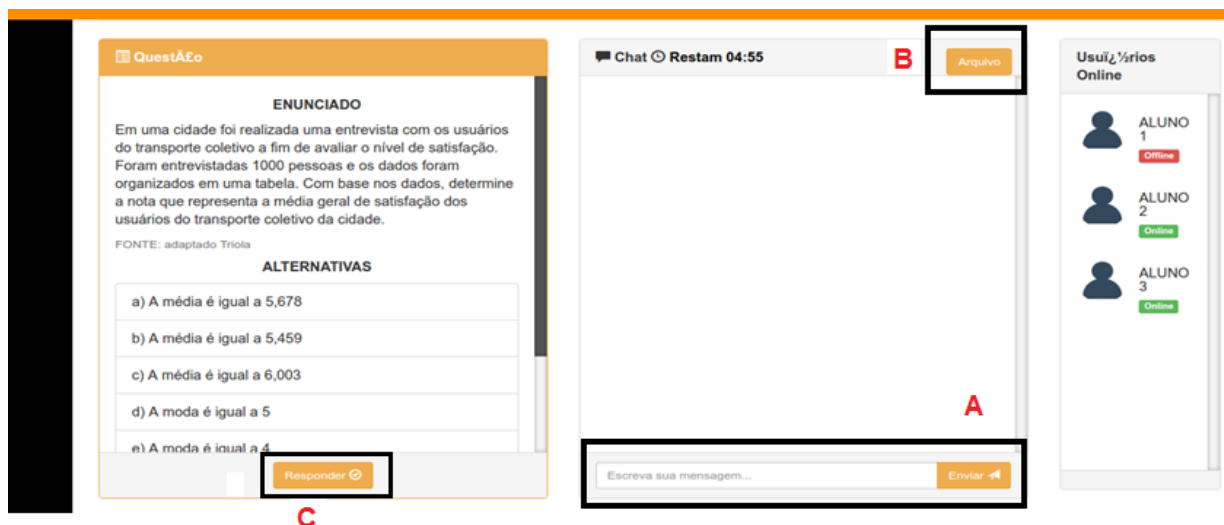 QuestÃ£o
ENUNCIADO
Em uma cidade foi realizada uma entrevista com os usuários
do transporte coletivo a fim de avaliar o nível de satisfação.
Foram entrevistadas 1000 pessoas e os dados foram
organizados em uma tabela. Com base nos dados, determine
a nota que representa a média geral de satisfação dos
usuários do transporte coletivo da cidade.
FONTE: adaptado Triola
ALTERNATIVAS
a) A média é igual a 5,678
b) A média é igual a 5,459
c) A média é igual a 6,003
d) A moda é igual a 5
e) A moda é igual a 4
Responder
C
Chat Restam 04:55
B
Arquivo
A
Escreva sua mensagem...
Enviar
Usuï¿½rios
Online
ALUNO
1
Offline
ALUNO
2
Online
ALUNO
3
Online